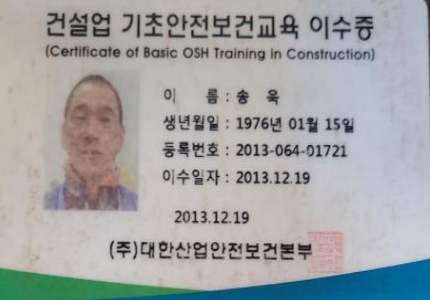 건설업 기초안전보건교육 이수증
(Certificate of Basic OSH Training in Construction)
이 름 : 송 욱
생년월일 : 1976년 01월 15일
등록번호 : 2013-064-01721
이수일자 : 2013.12.19
2013.12.19
(주)대한산업안전보건본부